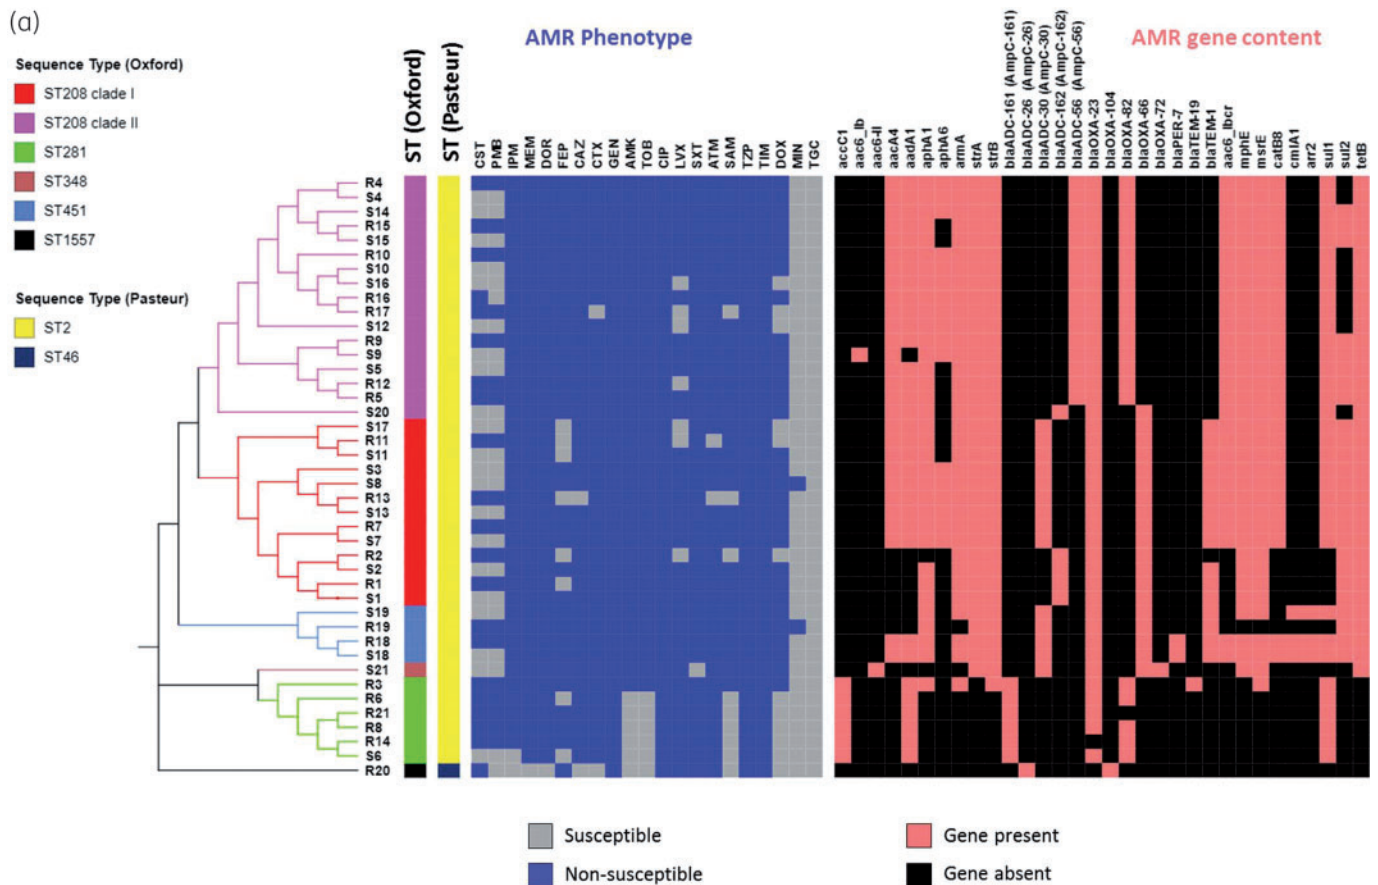 (a)
AMR Phenotype
AMR gene content
Sequence Type (Oxford)
ST208 clade I
ST208 clade II
ST281
ST348
ST451
ST1557
Sequence Type (Pasteur)
ST2
ST46
ST (Oxford)
ST (Pasteur)
CST
PMB
IPM
MEM
DOR
FEP
CAZ
CTX
GEN
AMK
TOB
CIP
LVX
SXT
ATM
SAM
TZP
TIM
DOX
MIN
TGC
accC1
aac6_Ib
aac6-II
aacA4
aadA1
aphA1
aphA6
armA
strA
strB
blaADC-161 (AmpC-161)
blaADC-26 (AmpC-26)
blaADC-30 (AmpC-30)
blaADC-162 (AmpC-162)
blaADC-56 (AmpC-56)
blaOXA-23
blaOXA-104
blaOXA-82
blaOXA-66
blaOXA-72
blaPER-7
blaTEM-19
blaTEM-1
aac6_Ibcr
mphE
msrE
catB8
cmlA1
arr2
sul1
sul2
tetB
R4
S4
S14
R15
S15
R10
S10
S16
R16
R17
S12
R9
S9
S5
R12
R5
S20
S17
R11
S11
S3
S8
R13
S13
R7
S7
R2
S2
R1
S1
S19
R19
R18
S18
S21
R3
R6
R21
R8
R14
S6
R20
Susceptible
Non-susceptible
Gene present
Gene absent